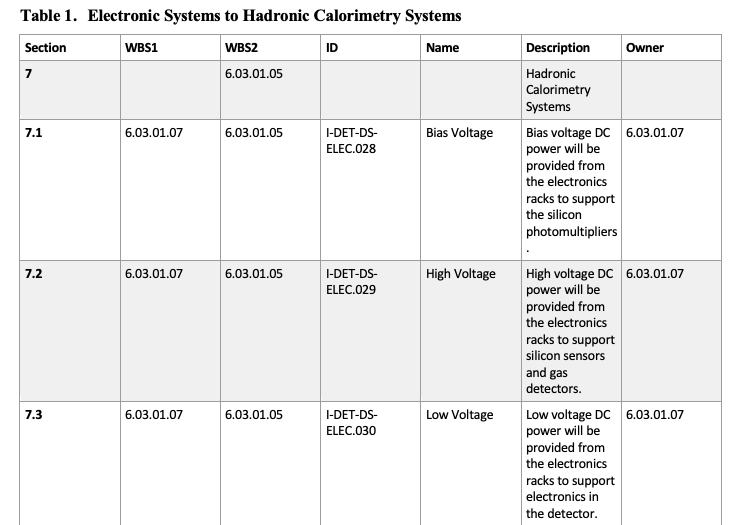 Table 1. Electronic Systems to Hadronic Calorimetry Systems
Section WBS1 WBS2 ID Name Description Owner
7 6.03.01.05 Hadronic
Calorimetry
Systems
7.1 6.03.01.07 6.03.01.05 I-DET-DS- Bias Voltage Bias voltage DC 6.03.01.07
ELEC.028 power will be
provided from
the electronics
racks to support
the silicon
photomultipliers
.
7.2 6.03.01.07 6.03.01.05 I-DET-DS- High Voltage High voltage DC 6.03.01.07
ELEC.029 power will be
provided from
the electronics
racks to support
silicon sensors
and gas
detectors.
7.3 6.03.01.07 6.03.01.05 I-DET-DS- Low Voltage Low voltage DC 6.03.01.07
ELEC.030 power will be
provided from
the electronics
racks to support
electronics in
the detector.